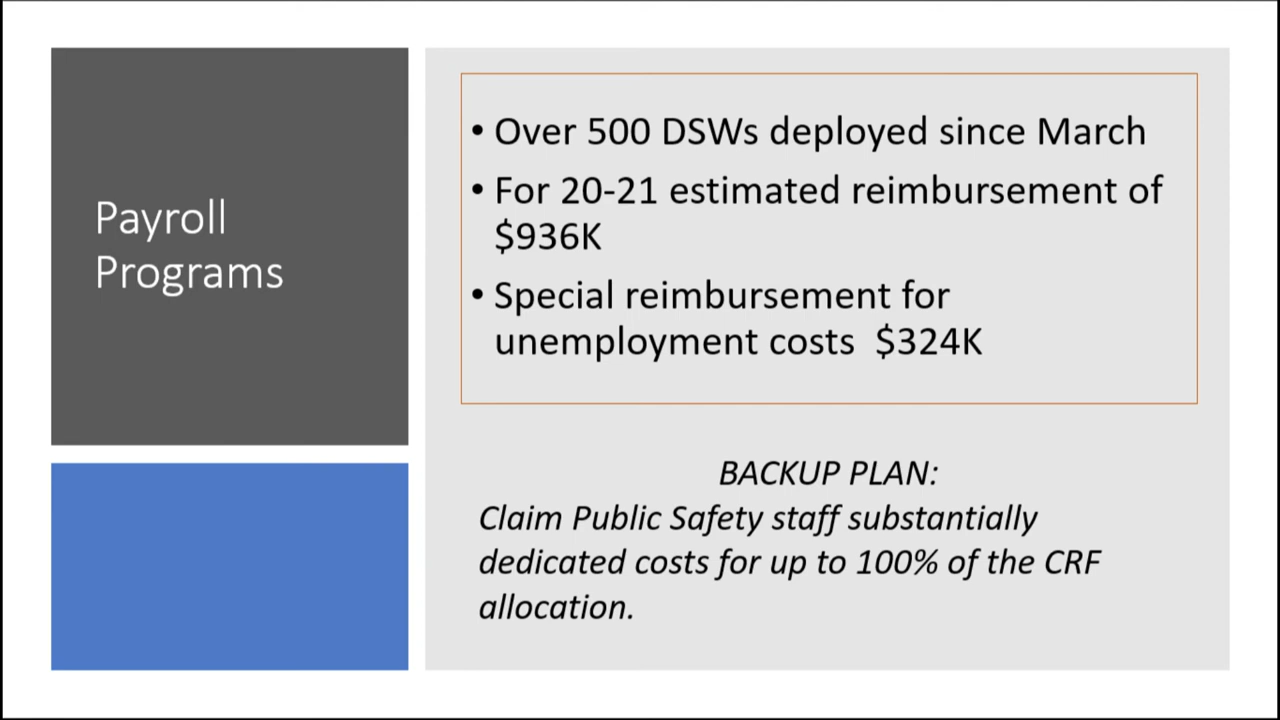 Payroll
Programs
• Over 500 DSWs deployed since March
• For 20-21 estimated reimbursement of
$936K
• Special reimbursement for
unemployment costs  $324K
BACKUP PLAN:
Claim Public Safety staff substantially
dedicated costs for up to 100% of the CRF
allocation.